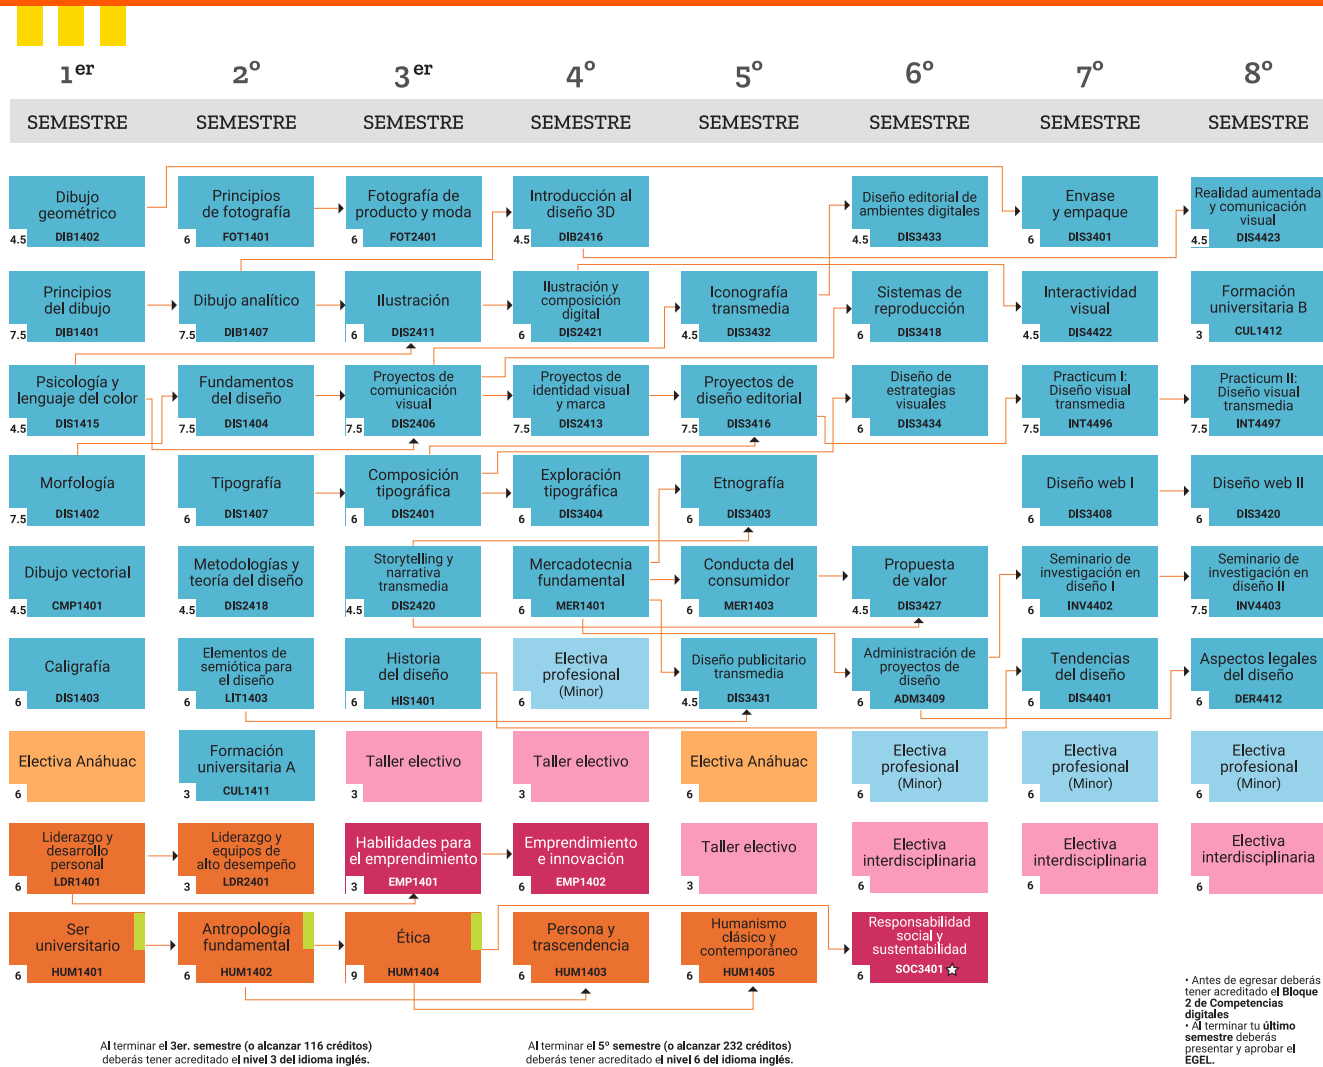 1er
2º
3er
4º
5º
6º
7º
8º
SEMESTRE
SEMESTRE
SEMESTRE
SEMESTRE
SEMESTRE
SEMESTRE
SEMESTRE
SEMESTRE
Dibujo
geométrico
4.5 DIB1402
Principios
de fotografía
6 FOT1401
Fotografía de
producto y moda
6 FOT2401
Introducción al
diseño 3D
4.5 DIB2416
Diseño editorial de
ambientes digitales
4.5 DIS3433
Envase
y empaque
6 DIS3401
Realidad aumentada
y comunicación
visual
4.5 DIS4423
Principios
del dibujo
7.5 DIB1401
Dibujo analítico
7.5 DIB1407
Ilustración
6 DIS2411
Ilustración y
composición
digital
6 DIS2421
Iconografía
transmedia
4.5 DIS3432
Sistemas de
reproducción
6 DIS3418
Interactividad
visual
4.5 DIS4422
Formación
universitaria B
3 CUL1412
Psicología y
lenguaje del color
4.5 DIS1415
Fundamentos
del diseño
7.5 DIS1404
Proyectos de
comunicación
visual
7.5 DIS2406
Proyectos de
identidad visual
y marca
7.5 DIS2413
Proyectos de
diseño editorial
7.5 DIS3416
Diseño de
estrategias
visuales
6 DIS3434
Practicum I:
Diseño visual
transmedia
7.5 INT4496
Practicum II:
Diseño visual
transmedia
7.5 INT4497
Morfología
7.5 DIS1402
Tipografía
6 DIS1407
Composición
tipográfica
6 DIS2401
Exploración
tipográfica
6 DIS3404
Etnografía
6 DIS3403
Diseño web I
6 DIS3408
Diseño web II
6 DIS3420
Dibujo vectorial
4.5 CMP1401
Metodologías y
teoría del diseño
4.5 DIS2418
Storytelling y
narrativa
transmedia
4.5 DIS2420
Mercadotecnia
fundamental
6 MER1401
Conducta del
consumidor
6 MER1403
Propuesta
de valor
4.5 DIS3427
Seminario de
investigación en
diseño I
6 INV4402
Seminario de
investigación en
diseño II
7.5 INV4403
Caligrafía
6 DIS1403
Elementos de
semiótica para
el diseño
6 LIT1403
Historia
del diseño
6 HIS1401
Electiva
profesional
(Minor)
6
Diseño publicitario
transmedia
4.5 DIS3431
Administración de
proyectos de
diseño
6 ADM3409
Tendencias
del diseño
6 DIS4401
Aspectos legales
del diseño
6 DER4412
Electiva Anáhuac
6
Formación
universitaria A
3 CUL1411
Taller electivo
3
Taller electivo
3
Electiva Anáhuac
6
Electiva
profesional
(Minor)
6
Electiva
profesional
(Minor)
6
Electiva
profesional
(Minor)
6
Liderazgo y
desarrollo
personal
6 LDR1401
Liderazgo y
equipos de
alto desempeño
3 LDR2401
Habilidades para
el emprendimiento
3 EMP1401
Emprendimiento
e innovación
6 EMP1402
Taller electivo
3
Electiva
interdisciplinaria
6
Electiva
interdisciplinaria
6
Electiva
interdisciplinaria
6
Ser
universitario
6 HUM1401
Antropología
fundamental
6 HUM1402
Ética
9 HUM1404
Persona y
trascendencia
6 HUM1403
Humanismo
clásico y
contemporáneo
6 HUM1405
Responsabilidad
social y
sustentabilidad
6 SOC3401
• Antes de egresar deberás
tener acreditado el Bloque
2 de Competencias
digitales
• Al terminar tu último
semestre deberás
presentar y aprobar el
EGEL.
Al terminar el 3er. semestre (o alcanzar 116 créditos)
deberás tener acreditado el nivel 3 del idioma inglés.
Al terminar el 5º semestre (o alcanzar 232 créditos)
deberás tener acreditado el nivel 6 del idioma inglés.